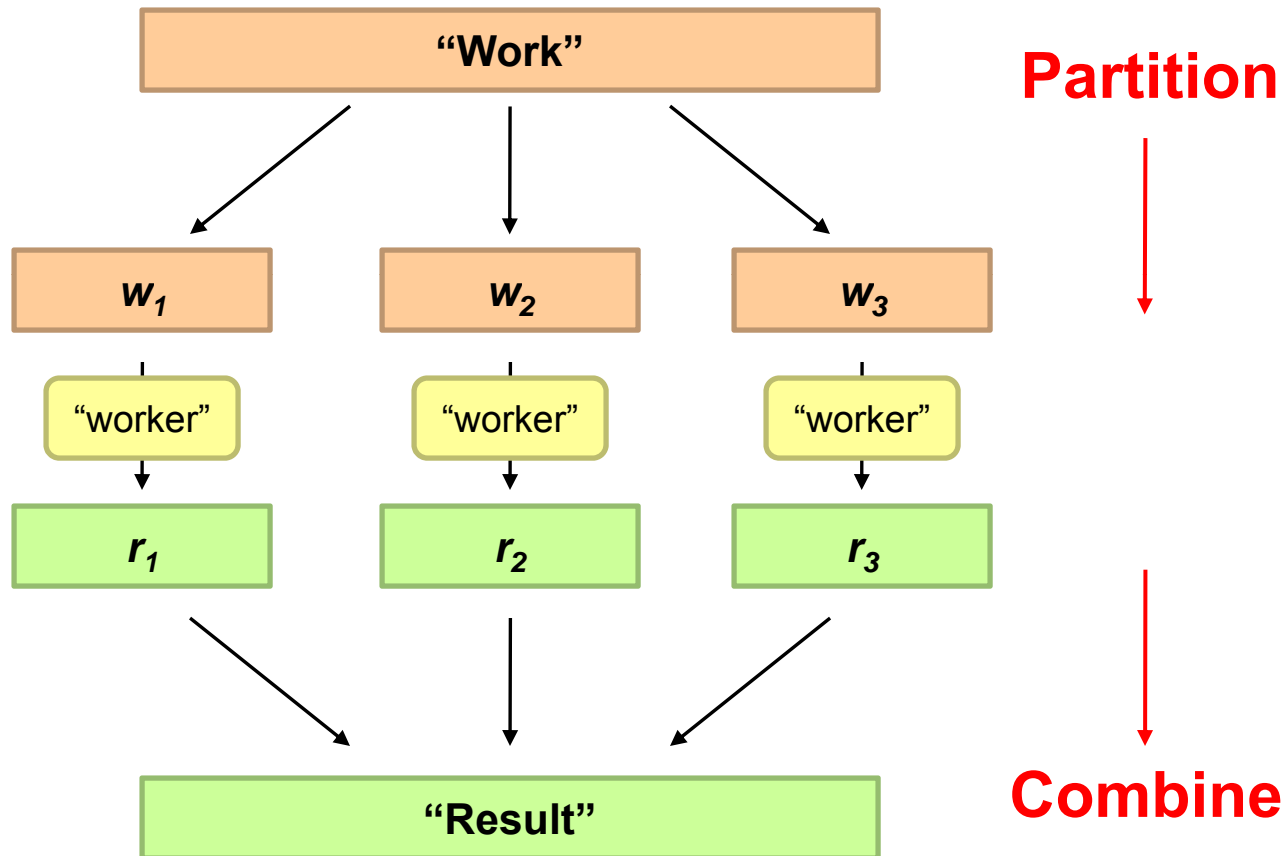 “Work”
Partition
w1
w2
w3
“worker”
“worker”
“worker”
r1
r2
r3
“Result”
Combine